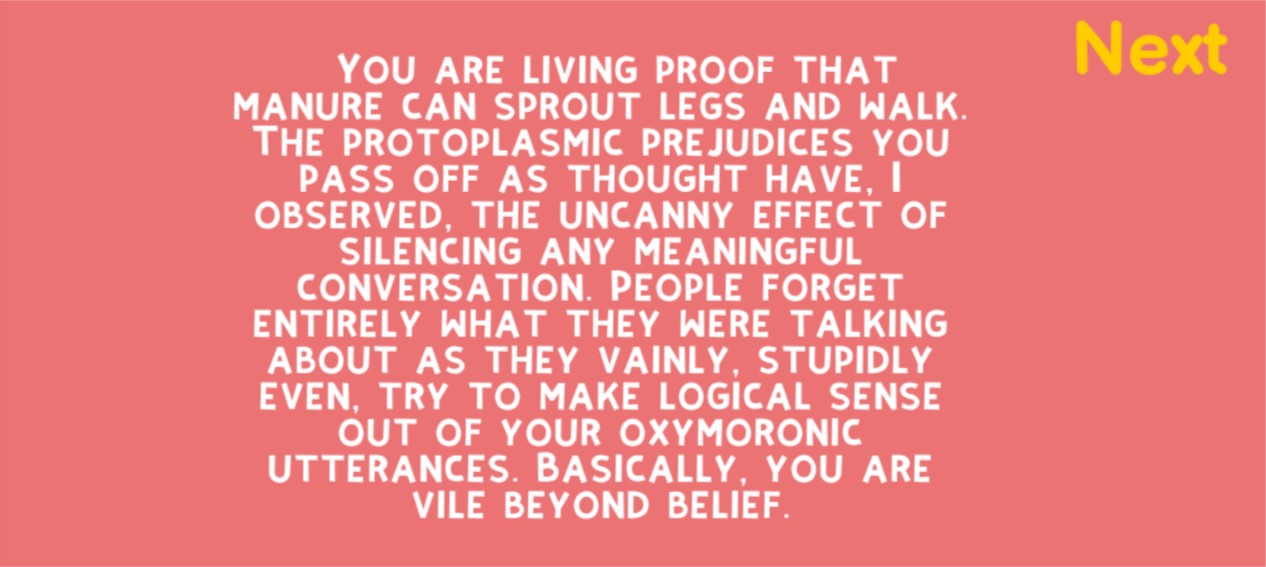 Next
You are living proof that
manure can sprout legs and walk.
The protoplasmic prejudices you
pass off as thought have, I
observed, the uncanny effect of
silencing any meaningful
conversation. People forget
entirely what they were talking
about as they vainly, stupidly
even, try to make logical sense
out of your oxymoronic
utterances. Basically, you are
vile beyond belief.